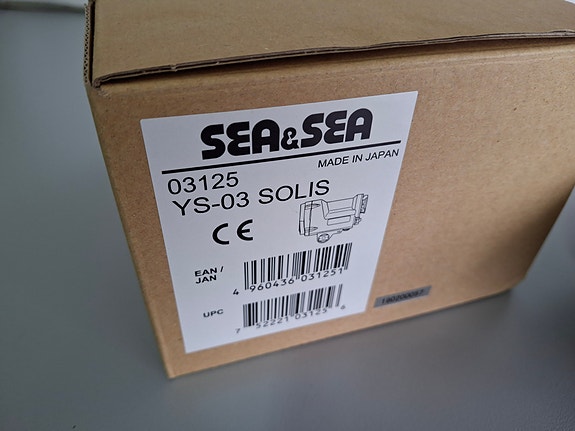 SEA&SEA
MADE IN JAPAN
03125
YS-03 SOLIS
CE
EAN /
JAN
4 960436 031251
UPC
7 52221 03125 4